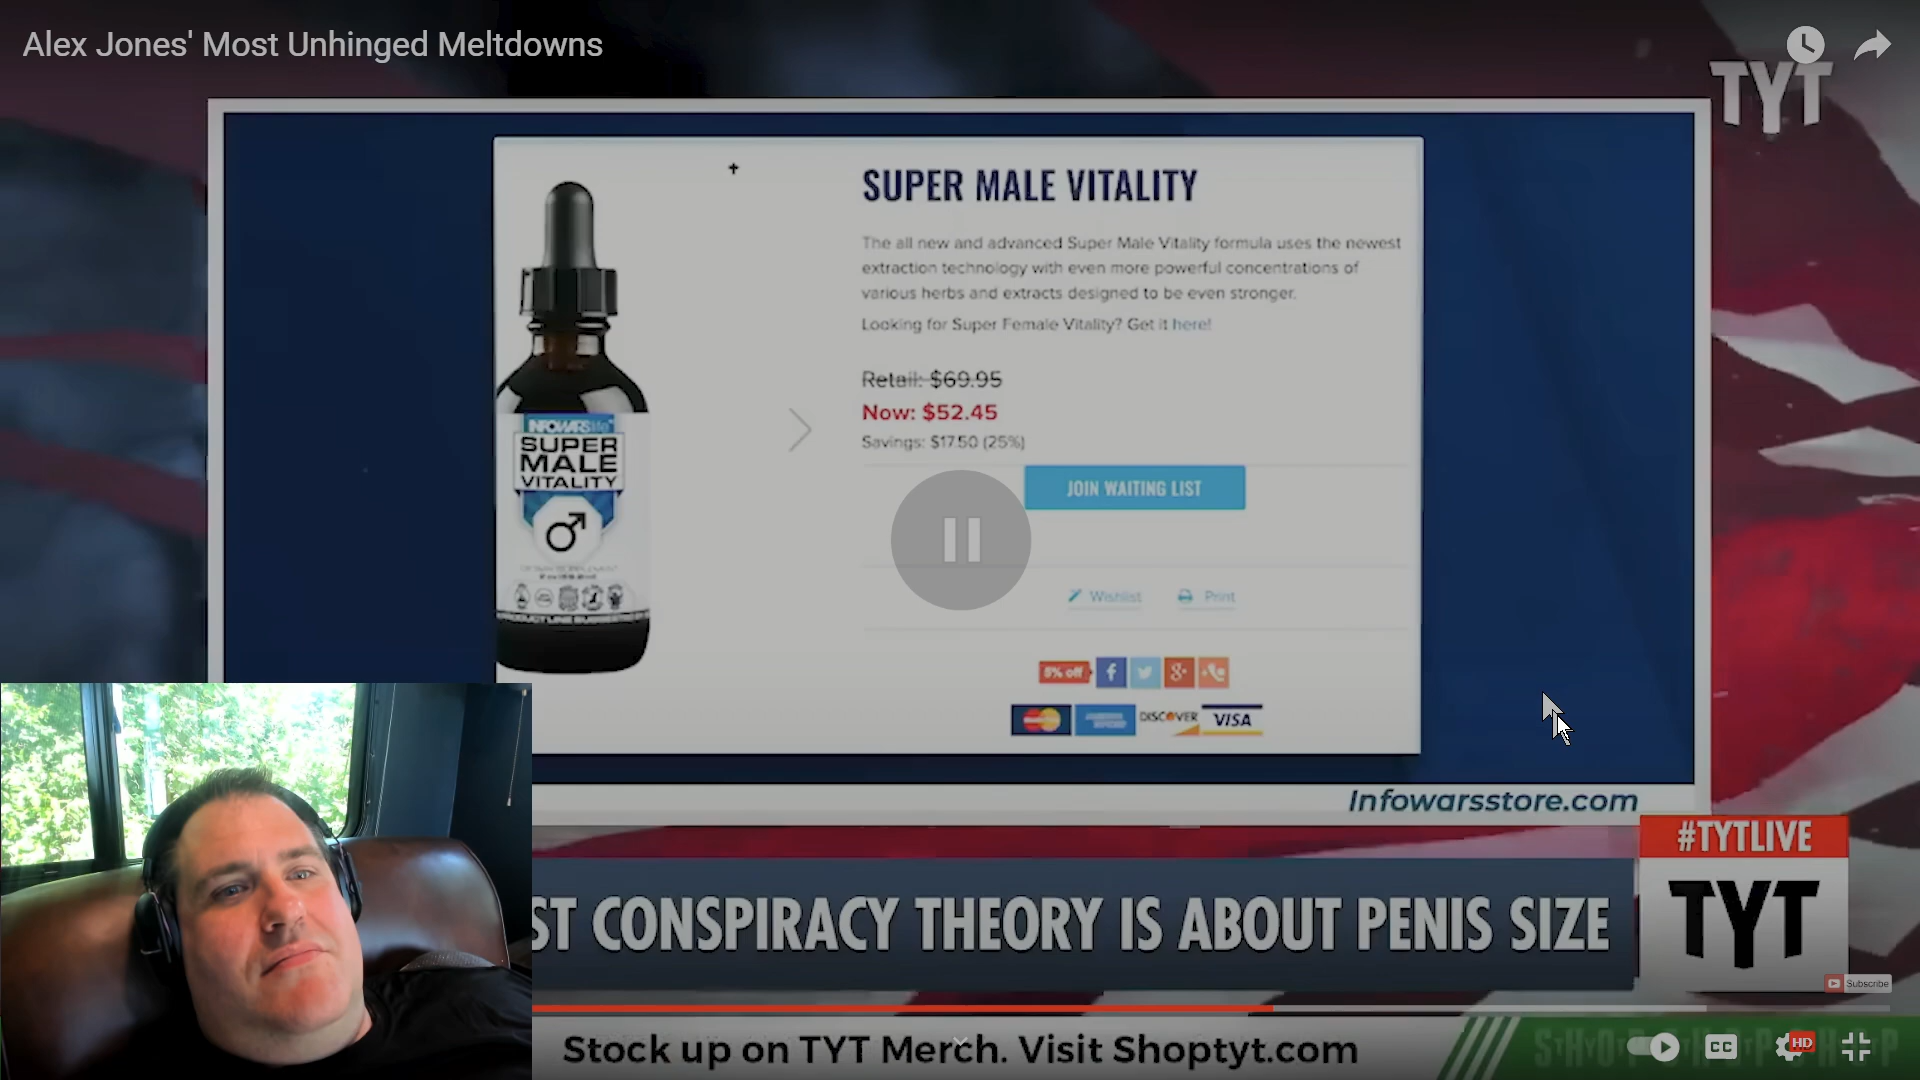 Alex Jones' Most Unhinged Meltdowns
TYT
SUPER MALE VITALITY
The all new and advanced Super Male Vitality formula uses the newest
extraction technology with even more powerful concentrations of
various herbs and extracts designed to be even stronger.
Looking for Super Female Vitality? Get it here!
Retail: $69.95
Now: $52.45
Savings: $17.50 (25%)
JOIN WAITING LIST
Wishlist
Print
5% off
DISCOVER
VISA
INFOWARS life
SUPER
MALE
VITALITY
Infowarsstore.com
#TYTLIVE
TYT
ST CONSPIRACY THEORY IS ABOUT PENIS SIZE
Subscribe
Stock up on TYT Merch. Visit Shoptyt.com
CC
HD